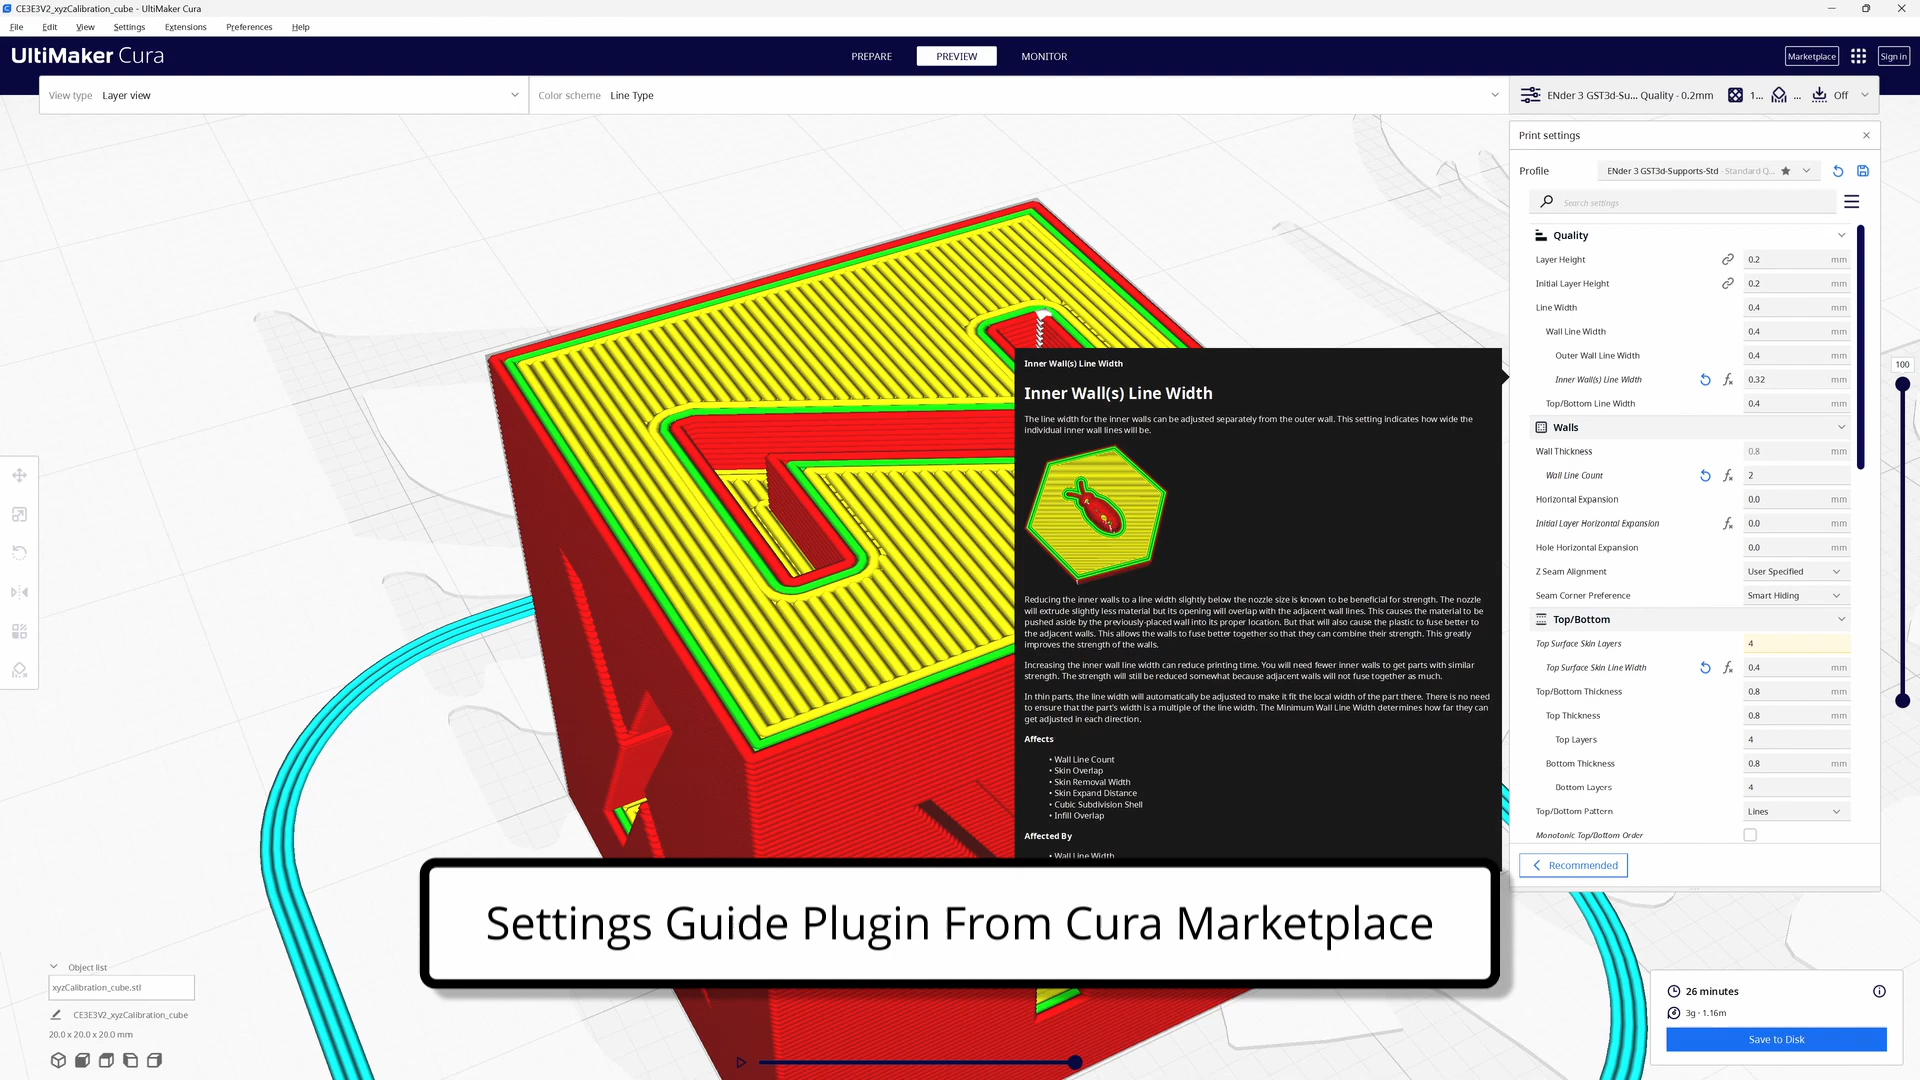 CE3E3V2_xyzCalibration_cube - UltiMaker Cura
File Edit View Settings Extensions Preferences Help
UltiMaker Cura
PREPARE PREVIEW MONITOR
Marketplace Sign in
View type Layer view
Color scheme Line Type
ENder 3 GST3d-Su... Quality - 0.2mm 1... ... Off
Print settings
Profile ENder 3 GST3d-Supports-Std - Standard Q...
Search settings
Quality
Layer Height 0.2 mm
Initial Layer Height 0.2 mm
Line Width 0.4 mm
Wall Line Width 0.4 mm
Outer Wall Line Width 0.4 mm
Inner Wall(s) Line Width 0.32 mm
Top/Bottom Line Width 0.4 mm
Walls
Wall Thickness 0.8 mm
Wall Line Count 2
Horizontal Expansion 0.0 mm
Initial Layer Horizontal Expansion 0.0 mm
Hole Horizontal Expansion 0.0 mm
Z Seam Alignment User Specified
Seam Corner Preference Smart Hiding
Top/Bottom
Top Surface Skin Layers 4
Top Surface Skin Line Width 0.4 mm
Top/Bottom Thickness 0.8 mm
Top Thickness 0.8 mm
Top Layers 4
Bottom Thickness 0.8 mm
Bottom Layers 4
Top/Bottom Pattern Lines
Monotonic Top/Bottom Order
Recommended
100
Inner Wall(s) Line Width
Inner Wall(s) Line Width
The line width for the inner walls can be adjusted separately from the outer wall. This setting indicates how wide the
individual inner wall lines will be.
Reducing the inner walls to a line width slightly below the nozzle size is known to be beneficial for strength. The nozzle
will extrude slightly less material but its opening will overlap with the adjacent wall lines. This causes the material to be
pushed aside by the previously-placed wall into its proper location. But that will also cause the plastic to fuse better to
the adjacent walls. This allows the walls to fuse better together so that they can combine their strength. This greatly
improves the strength of the walls.
Increasing the inner wall line width can reduce printing time. You will need fewer inner walls to get parts with similar
strength. The strength will still be reduced somewhat because adjacent walls will not fuse together as much.
In thin parts, the line width will automatically be adjusted to make it fit the local width of the part there. There is no need
to ensure that the part's width is a multiple of the line width. The Minimum Wall Line Width determines how far they can
get adjusted in each direction.
Affects
• Wall Line Count
• Skin Overlap
• Skin Removal Width
• Skin Expand Distance
• Cubic Subdivision Shell
• Infill Overlap
Affected By
• Wall Line Width
Settings Guide Plugin From Cura Marketplace
Object list
xyzCalibration_cube.stl
CE3E3V2_xyzCalibration_cube
20.0 x 20.0 x 20.0 mm
26 minutes
3g · 1.16m
Save to Disk